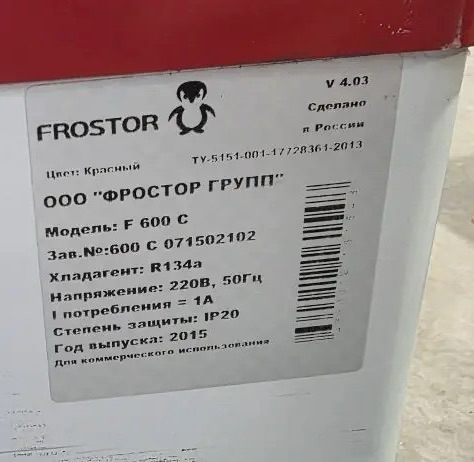 FROSTOR
V 4.03
Сделано
в России
Цвет: Красный
ТУ-5151-001-17728361-2013
ООО "ФРОСТОР ГРУПП"
Модель: F 600 C
Зав.№:600 C 071502102
Хладагент: R134a
Напряжение: 220В, 50Гц
I потребления = 1А
Степень защиты: IP20
Год выпуска: 2015
Для коммерческого использования